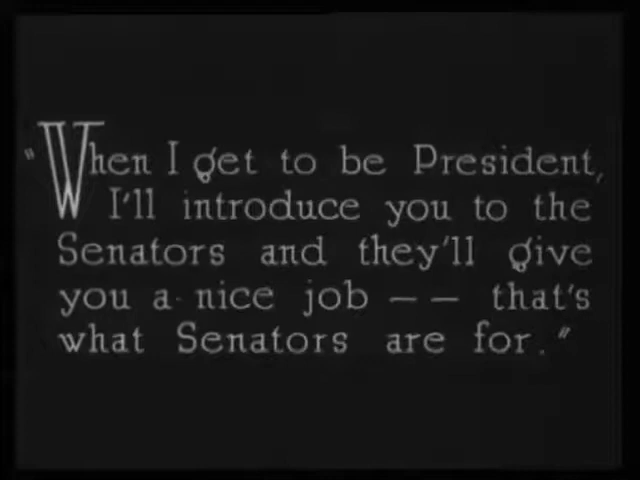 "When I get to be President,
I'll introduce you to the
Senators and they'll give
you a nice job -- that's
what Senators are for."